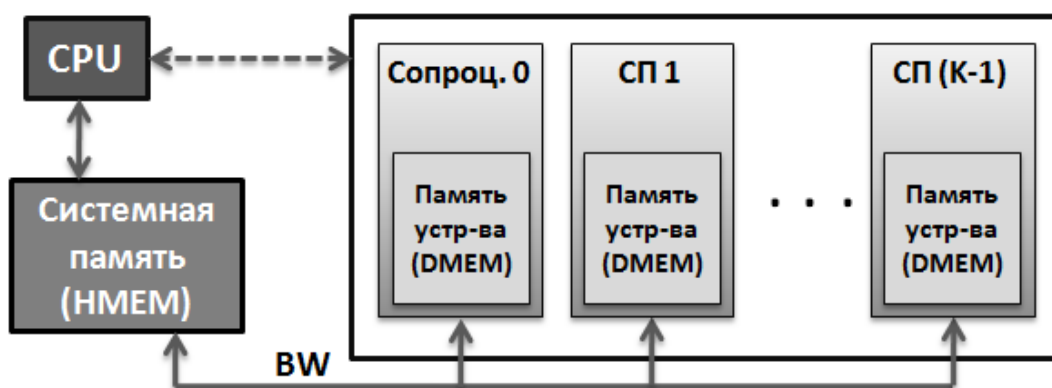 CPU
Сопроц. 0
СП 1
СП (K-1)
Системная
память
(HMEM)
Память
устр-ва
(DMEM)
Память
устр-ва
(DMEM)
. . .
Память
устр-ва
(DMEM)
BW